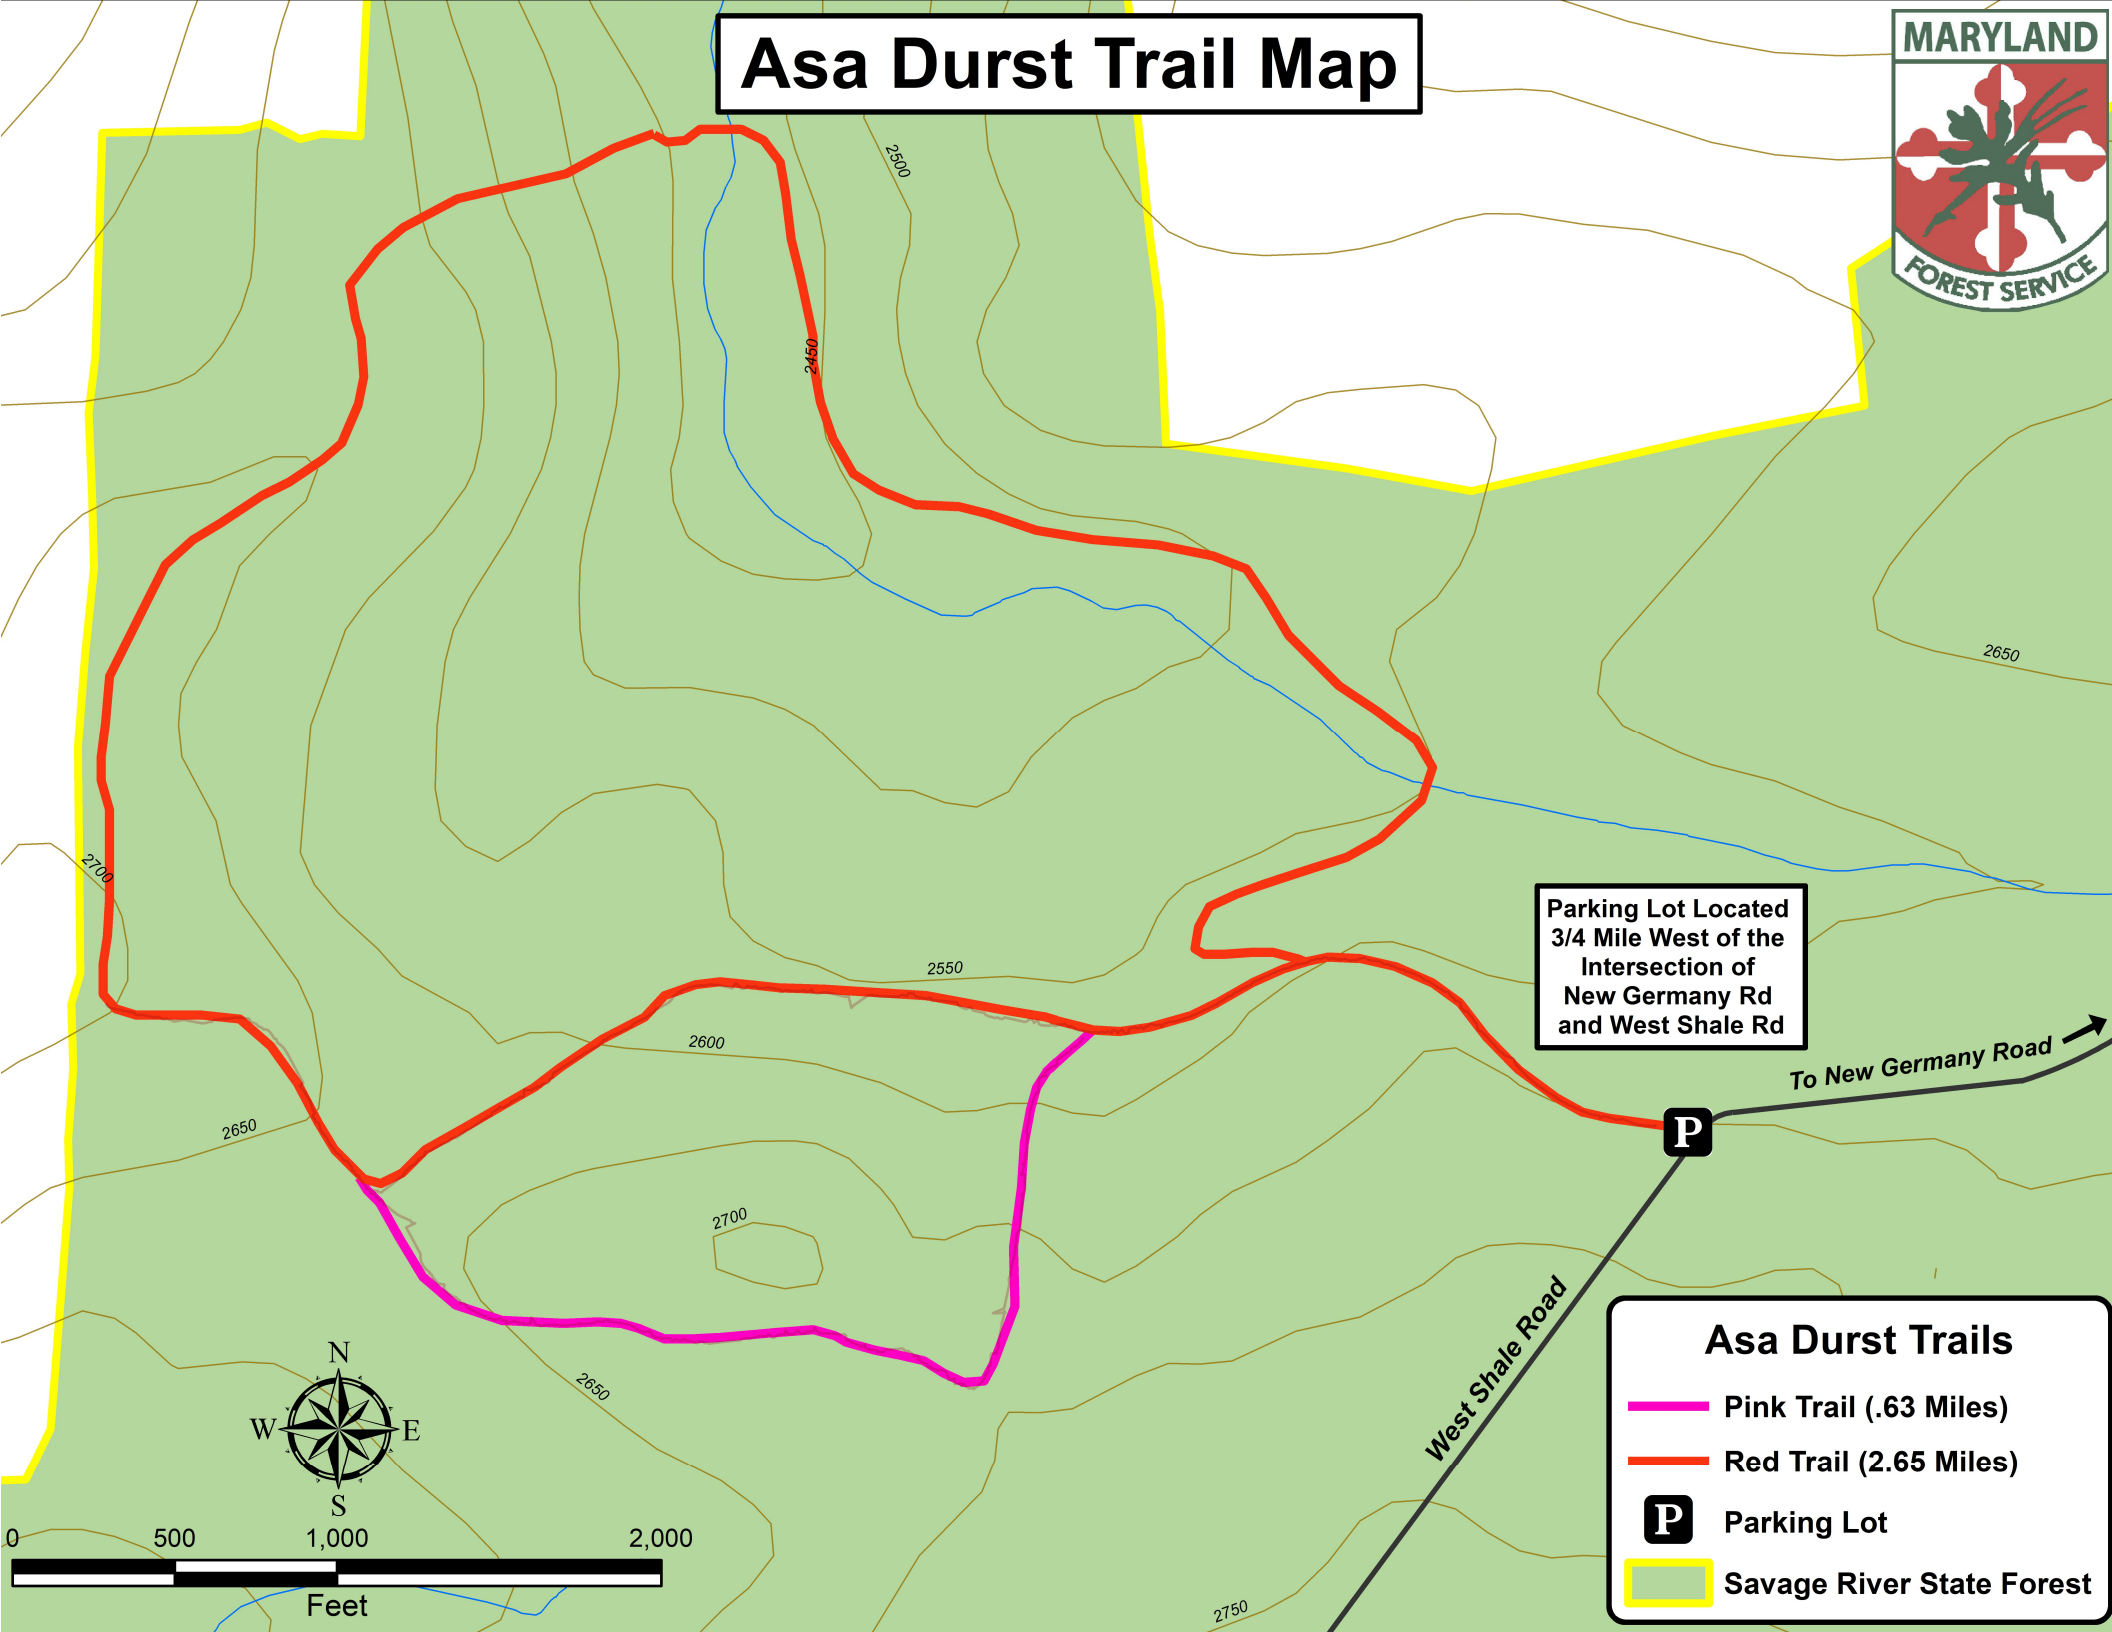 Asa Durst Trail Map
MARYLAND
FOREST SERVICE
2500
2450
2650
2700
Parking Lot Located
3/4 Mile West of the
Intersection of
New Germany Rd
and West Shale Rd
2550
2600
To New Germany Road
2650
P
2700
West Shale Road
2650
N
W E
S
0 500 1,000 2,000
Feet
2750
Asa Durst Trails
Pink Trail (.63 Miles)
Red Trail (2.65 Miles)
P Parking Lot
Savage River State Forest